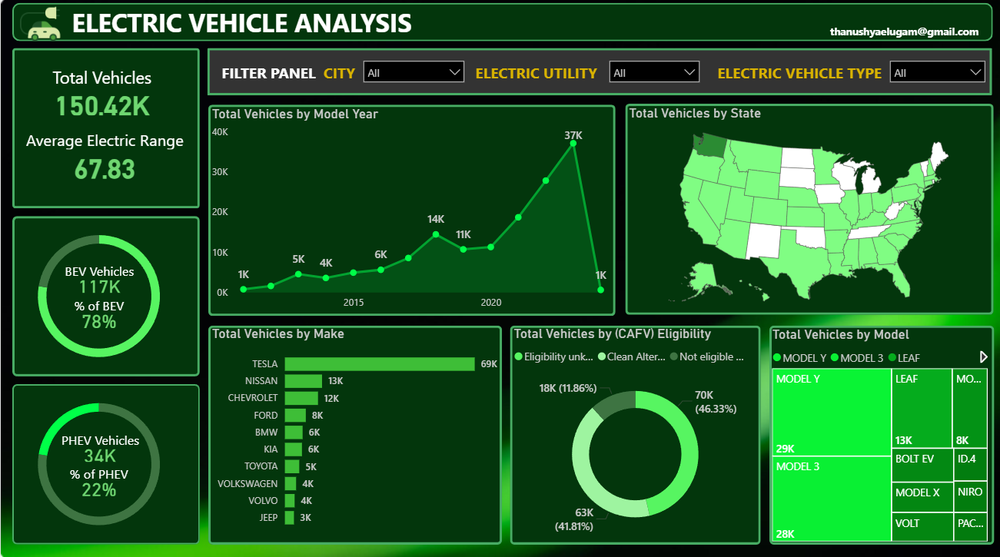 ELECTRIC VEHICLE ANALYSIS
thanushyaelugam@gmail.com
Total Vehicles
150.42K
Average Electric Range
67.83
FILTER PANEL CITY All ELECTRIC UTILITY All ELECTRIC VEHICLE TYPE All
BEV Vehicles
117K
% of BEV
78%
PHEV Vehicles
34K
% of PHEV
22%
Total Vehicles by Model Year
40K
30K
20K
10K
0K
1K
5K
4K
6K
14K
11K
37K
1K
2015
2020
Total Vehicles by State
Total Vehicles by Make
TESLA 69K
NISSAN 13K
CHEVROLET 12K
FORD 8K
BMW 6K
KIA 6K
TOYOTA 5K
VOLKSWAGEN 4K
VOLVO 4K
JEEP 3K
Total Vehicles by (CAFV) Eligibility
Eligibility unk... Clean Alter... Not eligible ...
18K (11.86%)
70K
(46.33%)
63K
(41.81%)
Total Vehicles by Model
MODEL Y MODEL 3 LEAF
MODEL Y
29K
MODEL 3
28K
LEAF
13K
MO...
8K
BOLT EV
ID.4
MODEL X
NIRO
VOLT
PAC...